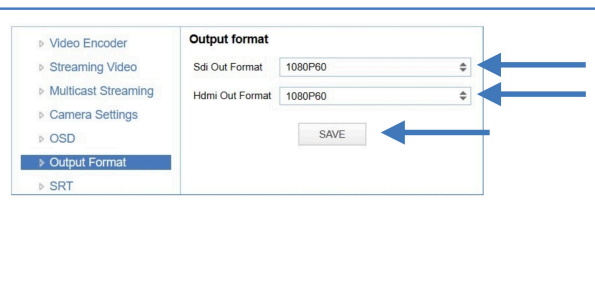 Video Encoder
Streaming Video
Multicast Streaming
Camera Settings
OSD
Output Format
SRT
Output format
Sdi Out Format 1080P60
Hdmi Out Format 1080P60
SAVE